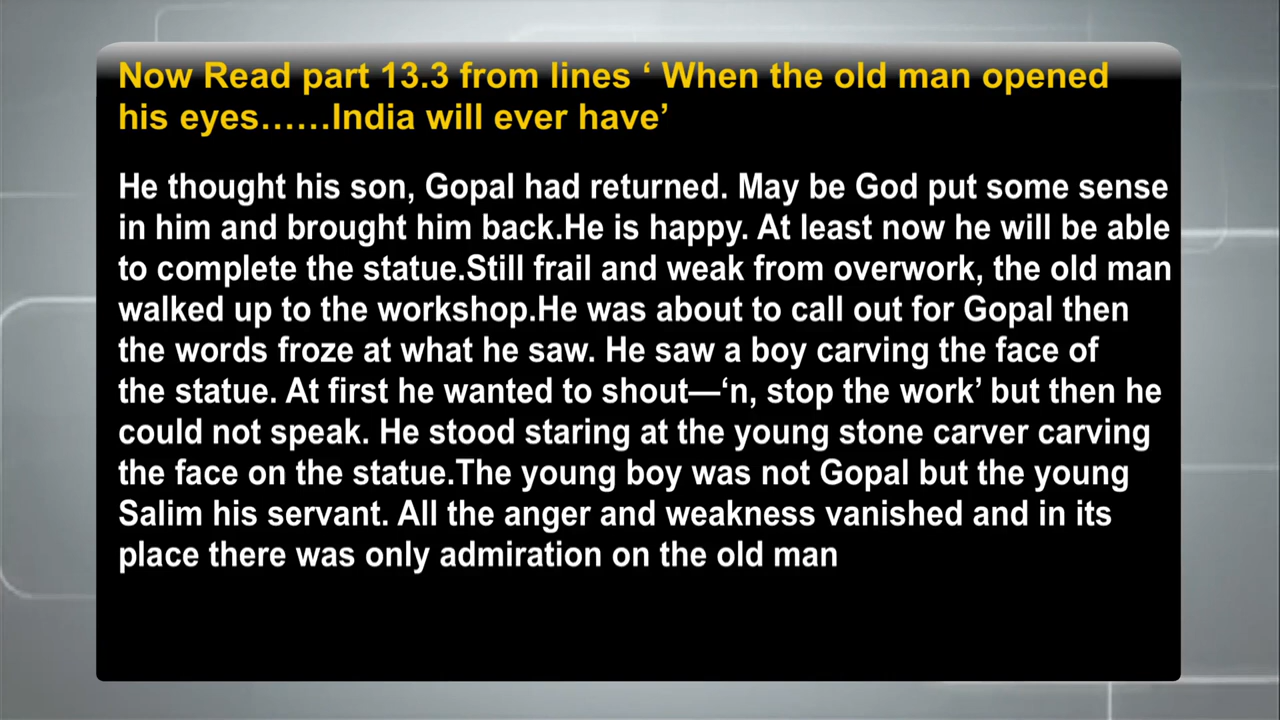 Now Read part 13.3 from lines ‘ When the old man opened
his eyes……India will ever have’
He thought his son, Gopal had returned. May be God put some sense
in him and brought him back.He is happy. At least now he will be able
to complete the statue.Still frail and weak from overwork, the old man
walked up to the workshop.He was about to call out for Gopal then
the words froze at what he saw. He saw a boy carving the face of
the statue. At first he wanted to shout—‘n, stop the work’ but then he
could not speak. He stood staring at the young stone carver carving
the face on the statue.The young boy was not Gopal but the young
Salim his servant. All the anger and weakness vanished and in its
place there was only admiration on the old man